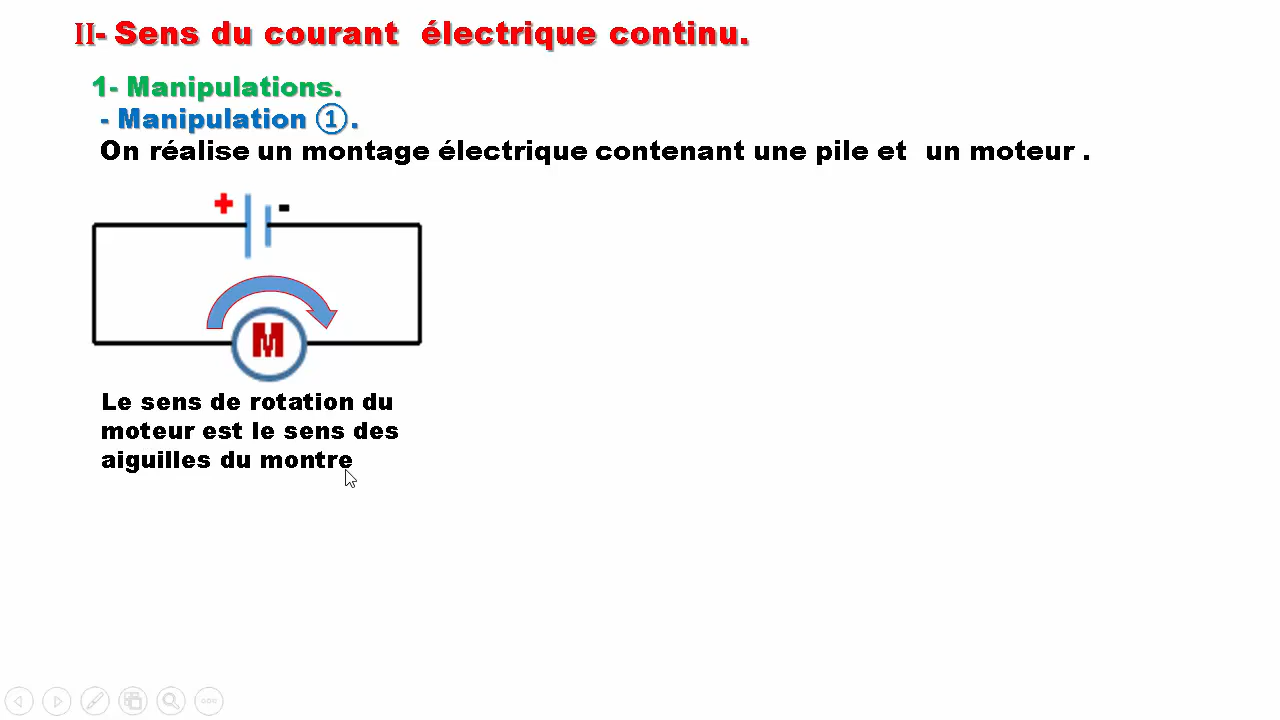 II- Sens du courant électrique continu.
1- Manipulations.
- Manipulation ①.
On réalise un montage électrique contenant une pile et un moteur .
+ -
M
Le sens de rotation du
moteur est le sens des
aiguilles du montre